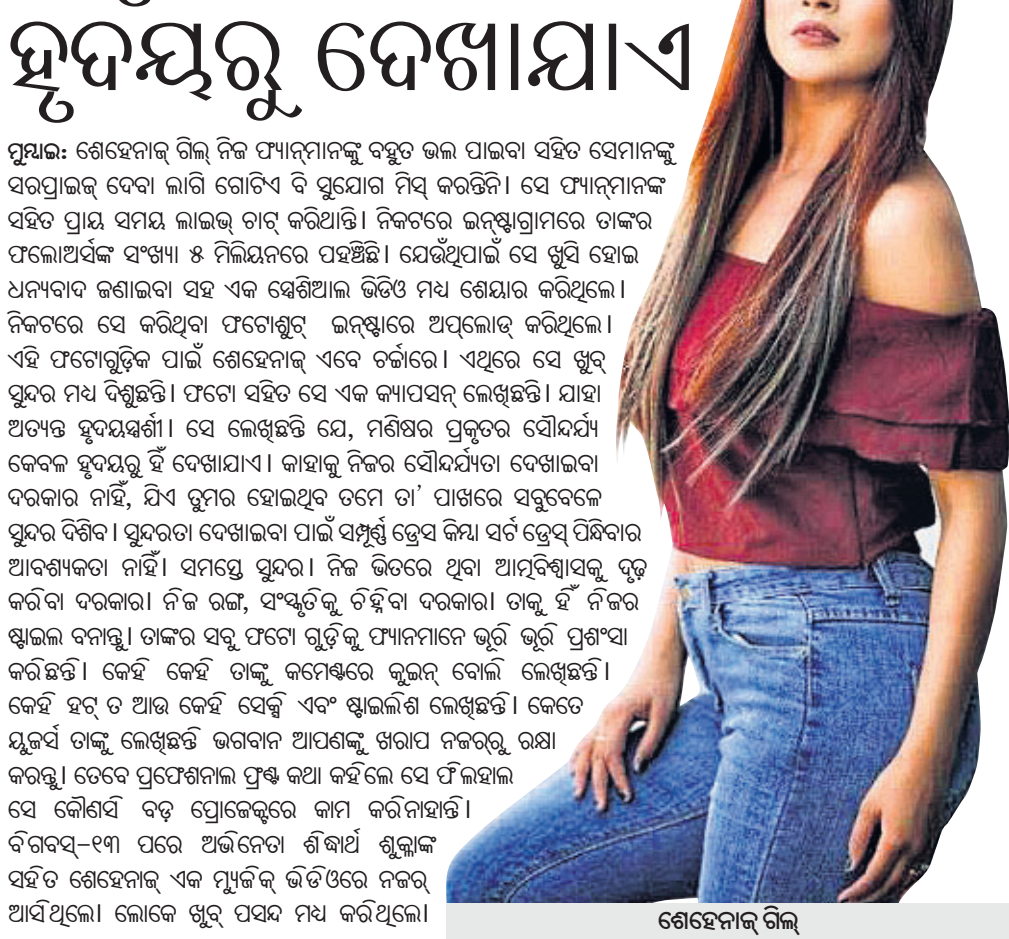 ହୃଦୟରୁ ଦେଖାଯାଏ
ମୁମ୍ବାଇ: ଶେହେନାଜ୍ ଗିଲ୍ ନିଜ ଫ୍ୟାନ୍‌ମାନଙ୍କୁ ବହୁତ ଭଲ ପାଇବା ସହିତ ସେମାନଙ୍କୁ
ସରପ୍ରାଇଜ୍ ଦେବା ଲାଗି ଗୋଟିଏ ବି ସୁଯୋଗ ମିସ୍ କରନ୍ତିନି। ସେ ଫ୍ୟାନ୍‌ମାନଙ୍କ
ସହିତ ପ୍ରାୟ ସମୟ ଲାଇଭ୍ ଚାଟ୍ କରିଥାନ୍ତି। ନିକଟରେ ଇନ୍‌ଷ୍ଟାଗ୍ରାମରେ ତାଙ୍କର
ଫଲୋଅର୍ସଙ୍କ ସଂଖ୍ୟା ୫ ମିଲିୟନରେ ପହଞ୍ଚିଛି। ଯେଉଁଥିପାଇଁ ସେ ଖୁସି ହୋଇ
ଧନ୍ୟବାଦ ଜଣାଇବା ସହ ଏକ ସ୍ପେଶିଆଲ ଭିଡିଓ ମଧ୍ୟ ଶେୟାର କରିଥିଲେ।
ନିକଟରେ ସେ କରିଥିବା ଫଟୋଶୁଟ୍ ଇନ୍‌ଷ୍ଟାରେ ଅପ୍‌ଲୋଡ୍ କରିଥିଲେ।
ଏହି ଫଟୋଗୁଡ଼ିକ ପାଇଁ ଶେହେନାଜ୍ ଏବେ ଚର୍ଚ୍ଚାରେ। ଏଥିରେ ସେ ଖୁବ୍
ସୁନ୍ଦର ମଧ୍ୟ ଦିଶୁଛନ୍ତି। ଫଟୋ ସହିତ ସେ ଏକ କ୍ୟାପସନ୍ ଲେଖିଛନ୍ତି। ଯାହା
ଅତ୍ୟନ୍ତ ହୃଦୟସ୍ପର୍ଶୀ। ସେ ଲେଖିଛନ୍ତି ଯେ, ମଣିଷର ପ୍ରକୃତର ସୌନ୍ଦର୍ଯ୍ୟ
କେବଳ ହୃଦୟରୁ ହିଁ ଦେଖାଯାଏ। କାହାକୁ ନିଜର ସୌନ୍ଦର୍ଯ୍ୟତା ଦେଖାଇବା
ଦରକାର ନାହିଁ, ଯିଏ ତୁମର ହୋଇଥିବ ତମେ ତା’ ପାଖରେ ସବୁବେଳେ
ସୁନ୍ଦର ଦିଶିବ। ସୁନ୍ଦରତା ଦେଖାଇବା ପାଇଁ ସମ୍ପୂର୍ଣ୍ଣ ଡ୍ରେସ କିମ୍ବା ସର୍ଟ ଡ୍ରେସ୍ ପିନ୍ଧିବାର
ଆବଶ୍ୟକତା ନାହିଁ। ସମସ୍ତେ ସୁନ୍ଦର। ନିଜ ଭିତରେ ଥିବା ଆତ୍ମବିଶ୍ୱାସକୁ ଦୃଢ଼
କରିବା ଦରକାର। ନିଜ ରଙ୍ଗ, ସଂସ୍କୃତିକୁ ଚିହ୍ନିବା ଦରକାର। ତାକୁ ହିଁ ନିଜର
ଷ୍ଟାଇଲ ବନାନ୍ତୁ। ତାଙ୍କର ସବୁ ଫଟୋ ଗୁଡ଼ିକୁ ଫ୍ୟାନମାନେ ଭୂରି ଭୂରି ପ୍ରଶଂସା
କରିଛନ୍ତି। କେହି କେହି ତାଙ୍କୁ କମେଣ୍ଟରେ କୁଇନ୍ ବୋଲି ଲେଖିଛନ୍ତି।
କେହି ହଟ୍ ତ ଆଉ କେହି ସେକ୍ସି ଏବଂ ଷ୍ଟାଇଲିଶ ଲେଖିଛନ୍ତି। କେତେ
ୟୁଜର୍ସ ତାଙ୍କୁ ଲେଖିଛନ୍ତି ଭଗବାନ ଆପଣଙ୍କୁ ଖରାପ ନଜର୍‌ରୁ ରକ୍ଷା
କରନ୍ତୁ। ତେବେ ପ୍ରଫେଶନାଲ ଫ୍ରଣ୍ଟ କଥା କହିଲେ ସେ ଫିଲହାଲ
ସେ କୌଣସି ବଡ଼ ପ୍ରୋଜେକ୍ଟରେ କାମ କରିନାହାନ୍ତି।
ବିଗବସ୍-୧୩ ପରେ ଅଭିନେତା ଶିଦ୍ଧାର୍ଥ ଶୁକ୍ଳାଙ୍କ
ସହିତ ଶେହେନାଜ୍ ଏକ ମ୍ୟୁଜିକ୍ ଭିଡିଓରେ ନଜର୍
ଆସିଥିଲେ। ଲୋକେ ଖୁବ୍ ପସନ୍ଦ ମଧ୍ୟ କରିଥିଲେ।
ଶେହେନାଜ୍ ଗିଲ୍